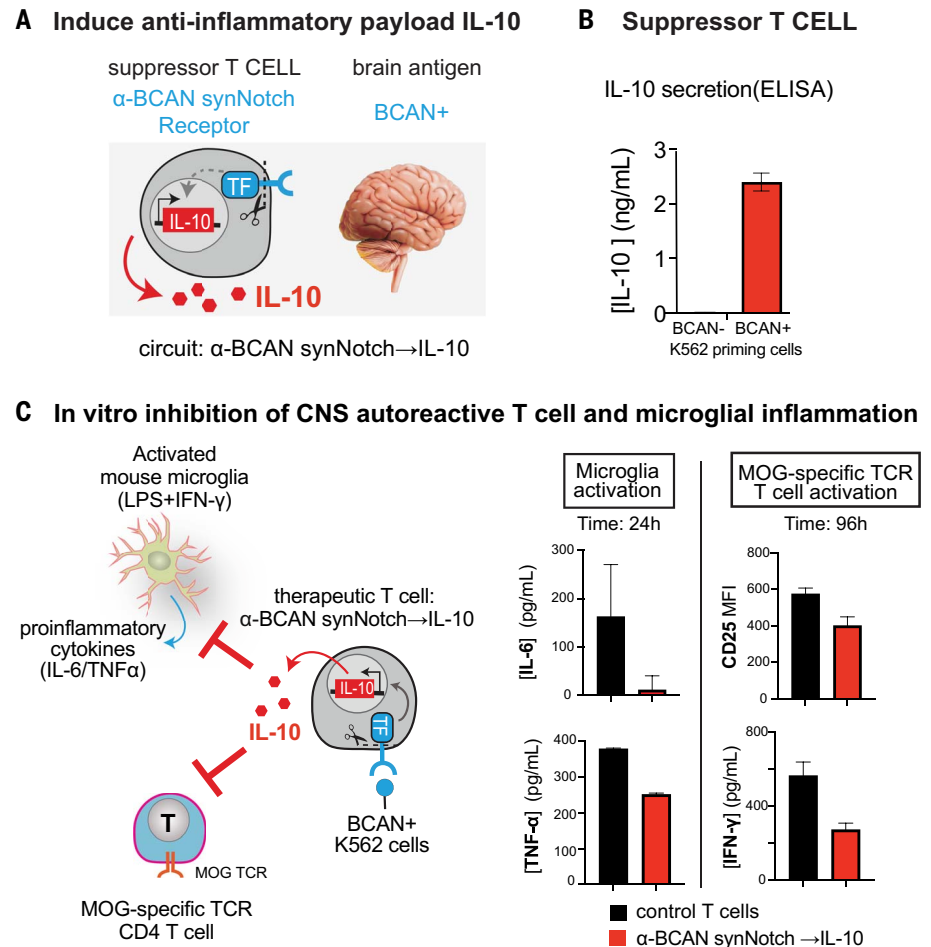 A Induce anti-inflammatory payload IL-10
suppressor T CELL
α-BCAN synNotch
Receptor
brain antigen
BCAN+
TF
IL-10
IL-10
circuit: α-BCAN synNotch→IL-10
B Suppressor T CELL
IL-10 secretion(ELISA)
[IL-10 ] (ng/mL)
3
2
1
0
BCAN- BCAN+
K562 priming cells
C In vitro inhibition of CNS autoreactive T cell and microglial inflammation
Activated
mouse microglia
(LPS+IFN-γ)
proinflammatory
cytokines
(IL-6/TNFα)
therapeutic T cell:
α-BCAN synNotch→IL-10
IL-10
TF
IL-10
BCAN+
K562 cells
T
MOG TCR
MOG-specific TCR
CD4 T cell
Microglia
activation
Time: 24h
[IL-6] (pg/mL)
300
200
100
0
[TNF-α] (pg/mL)
400
300
200
100
0
MOG-specific TCR
T cell activation
Time: 96h
CD25 MFI
800
600
400
200
0
[IFN-γ] (pg/mL)
800
400
0
control T cells
α-BCAN synNotch →IL-10